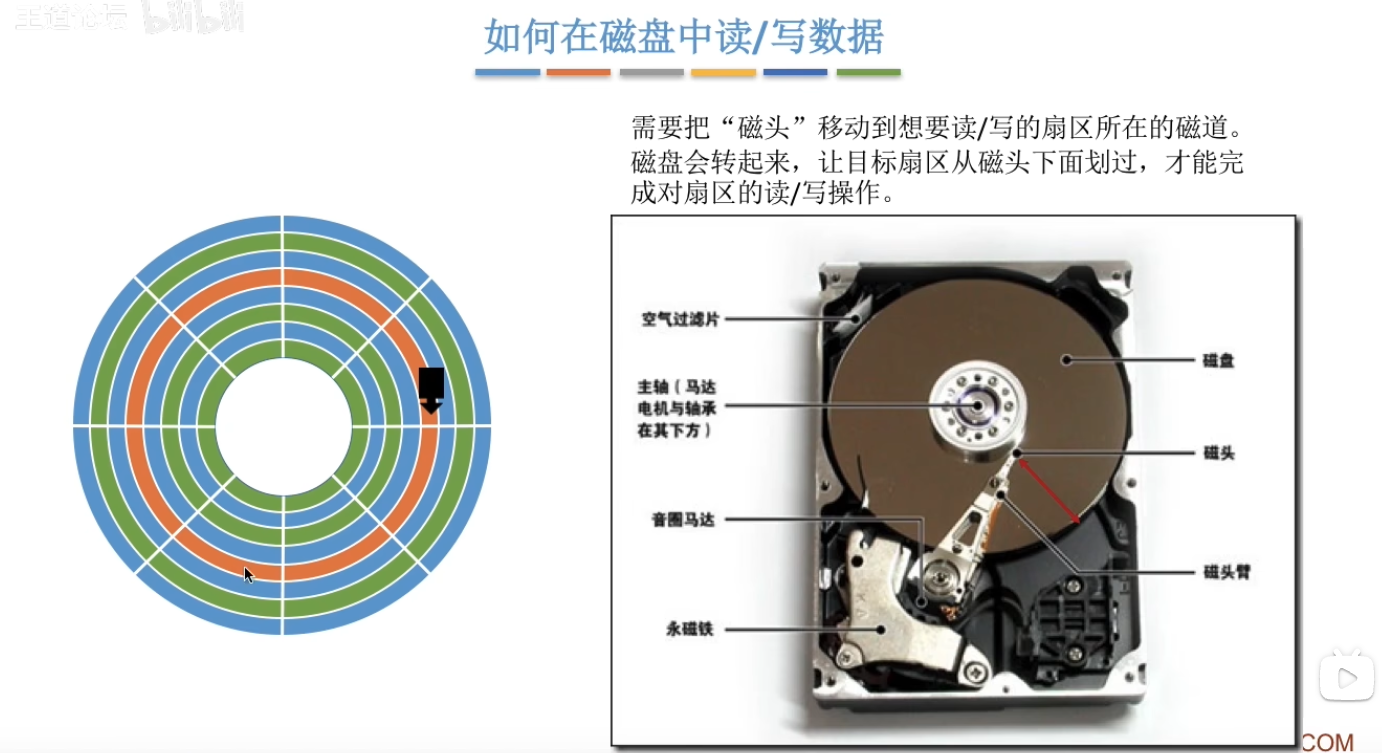 王道论坛 bilibili
如何在磁盘中读/写数据
需要把“磁头”移动到想要读/写的扇区所在的磁道。
磁盘会转起来，让目标扇区从磁头下面划过，才能完
成对扇区的读/写操作。
空气过滤片
磁盘
主轴（马达
电机与轴承
在其下方）
磁头
音圈马达
磁头臂
永磁铁
COM